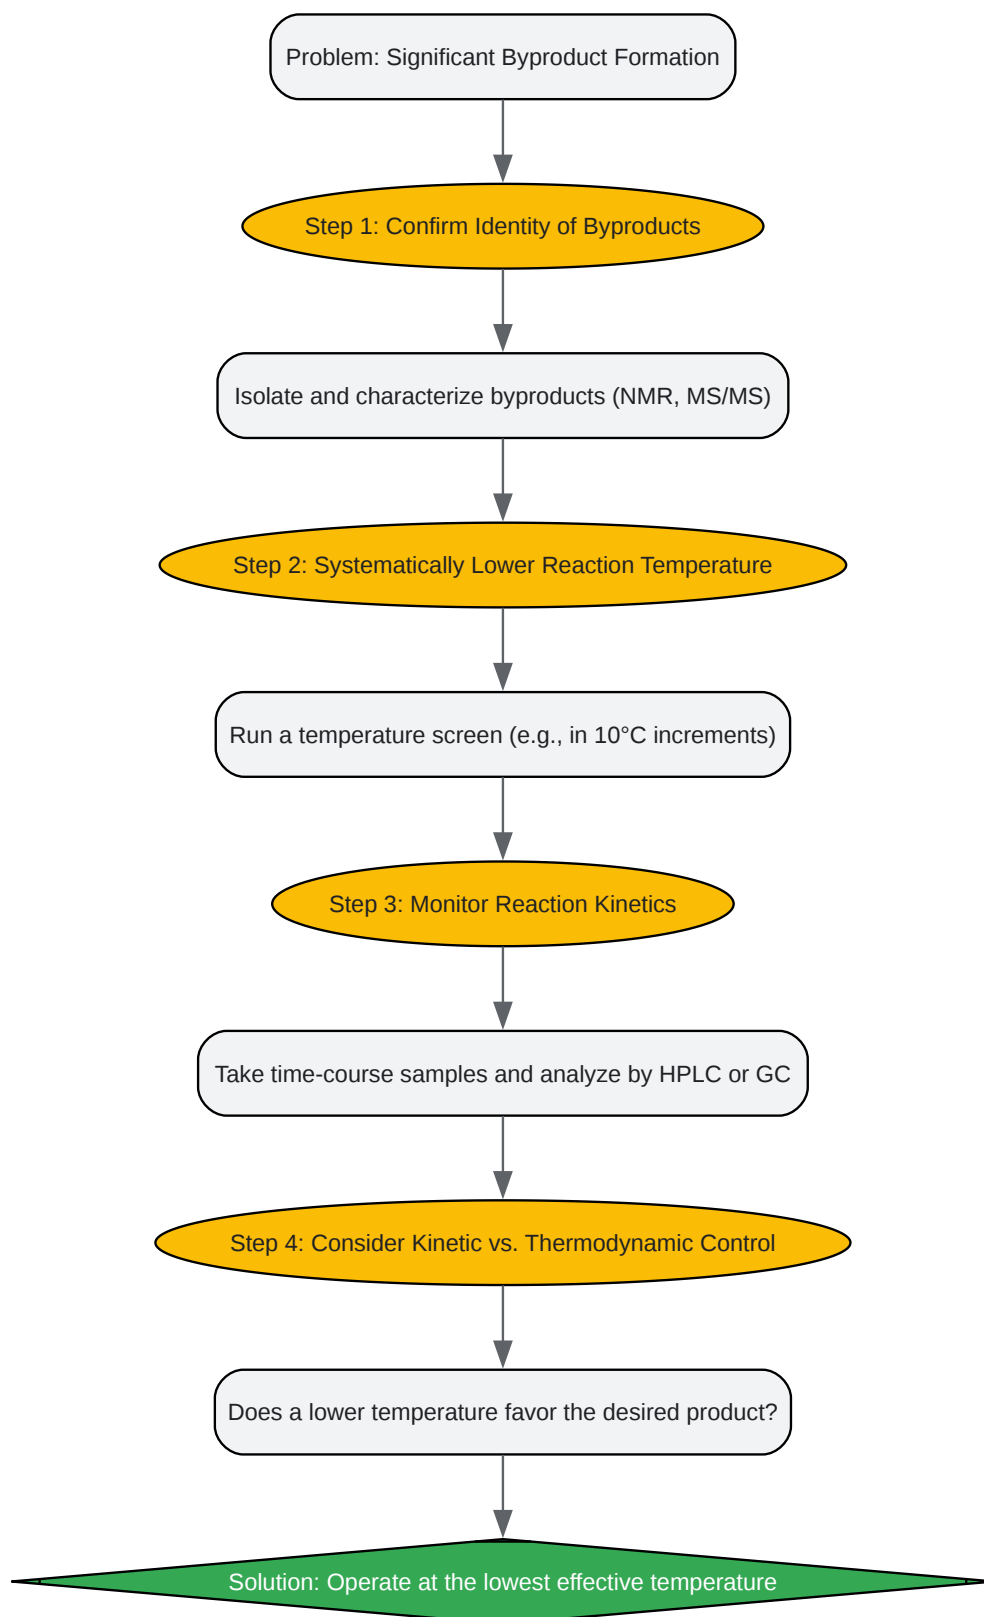 Problem: Significant Byproduct Formation
Step 1: Confirm Identity of Byproducts
Isolate and characterize byproducts (NMR, MS/MS)
Step 2: Systematically Lower Reaction Temperature
Run a temperature screen (e.g., in 10°C increments)
Step 3: Monitor Reaction Kinetics
Take time-course samples and analyze by HPLC or GC
Step 4: Consider Kinetic vs. Thermodynamic Control
Does a lower temperature favor the desired product?
Solution: Operate at the lowest effective temperature